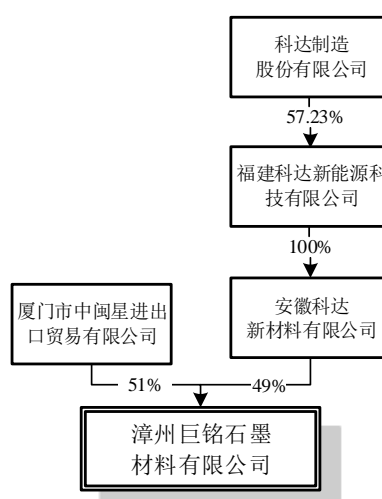 科达制造
股份有限公司
57.23%
福建科达新能源科
技有限公司
100%
厦门市中闽星进出
口贸易有限公司
安徽科达
新材料有限公司
51%
49%
漳州巨铭石墨
材料有限公司